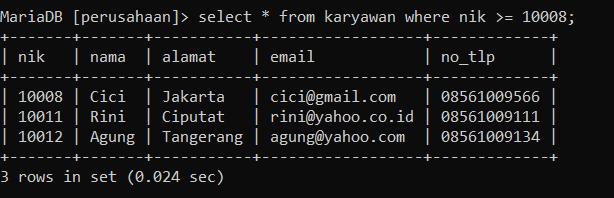 MariaDB [perusahaan]> select * from karyawan where nik >= 10008;
+-------+-------+-----------+------------------+-------------+
| nik   | nama  | alamat    | email            | no_tlp      |
+-------+-------+-----------+------------------+-------------+
| 10008 | Cici  | Jakarta   | cici@gmail.com   | 08561009566 |
| 10011 | Rini  | Ciputat   | rini@yahoo.co.id | 08561009111 |
| 10012 | Agung | Tangerang | agung@yahoo.com  | 08561009134 |
+-------+-------+-----------+------------------+-------------+
3 rows in set (0.024 sec)